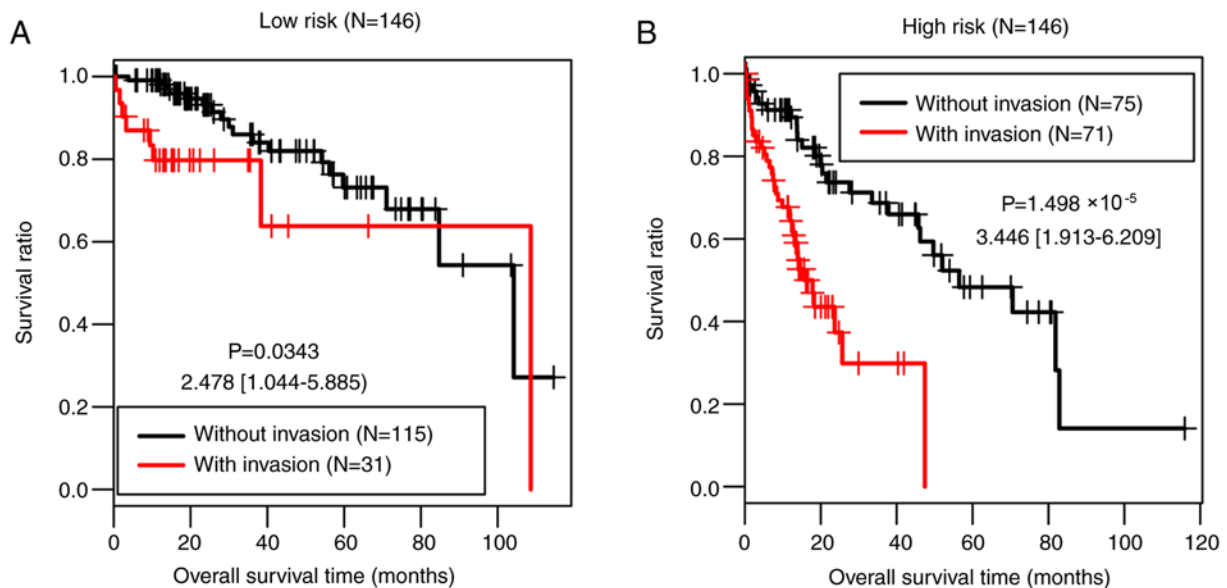 A
Low risk (N=146)
Survival ratio
1.0
0.8
0.6
0.4
0.2
0.0
P=0.0343
2.478 [1.044-5.885)
Without invasion (N=115)
With invasion (N=31)
0 20 40 60 80 100
Overall survival time (months)
B
High risk (N=146)
Survival ratio
1.0
0.8
0.6
0.4
0.2
0.0
Without invasion (N=75)
With invasion (N=71)
P=1.498 ×10⁻⁵
3.446 [1.913-6.209]
0 20 40 60 80 100 120
Overall survival time (months)